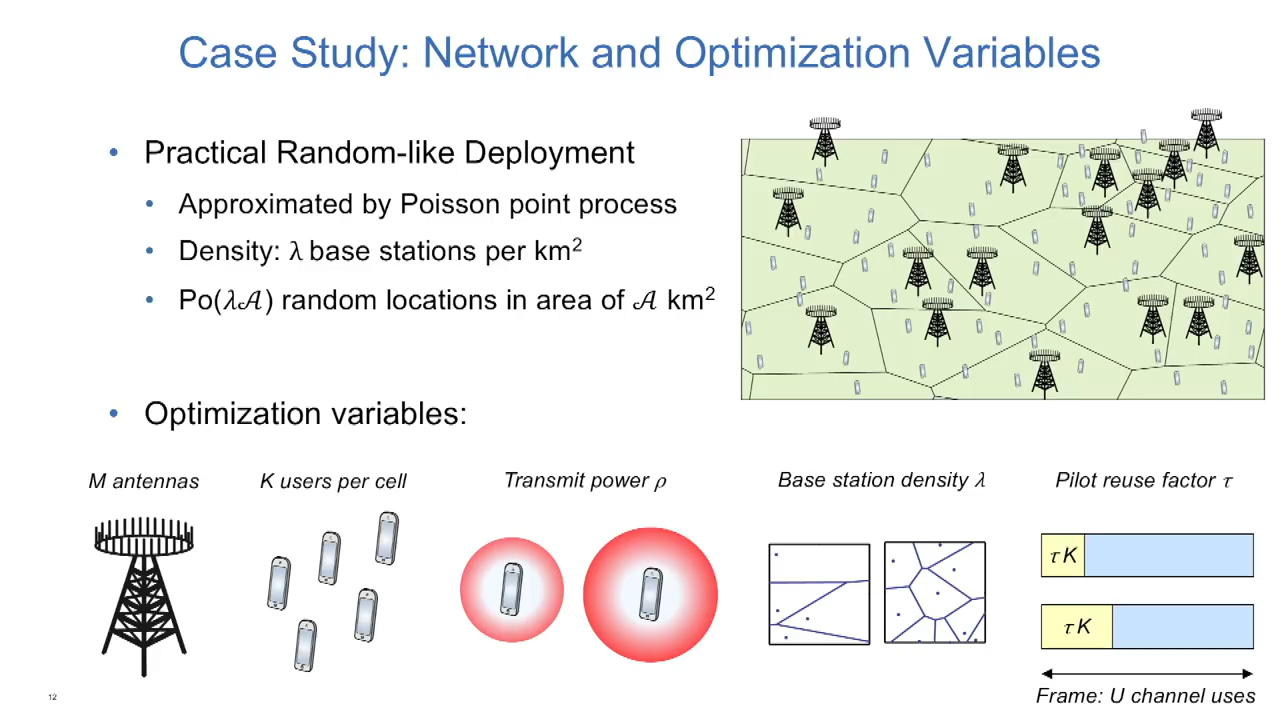 Case Study: Network and Optimization Variables
• Practical Random-like Deployment
• Approximated by Poisson point process
• Density: λ base stations per km²
• Po(λ𝒜) random locations in area of 𝒜 km²
• Optimization variables:
M antennas
K users per cell
Transmit power ρ
Base station density λ
Pilot reuse factor τ
τK
τK
Frame: U channel uses
12